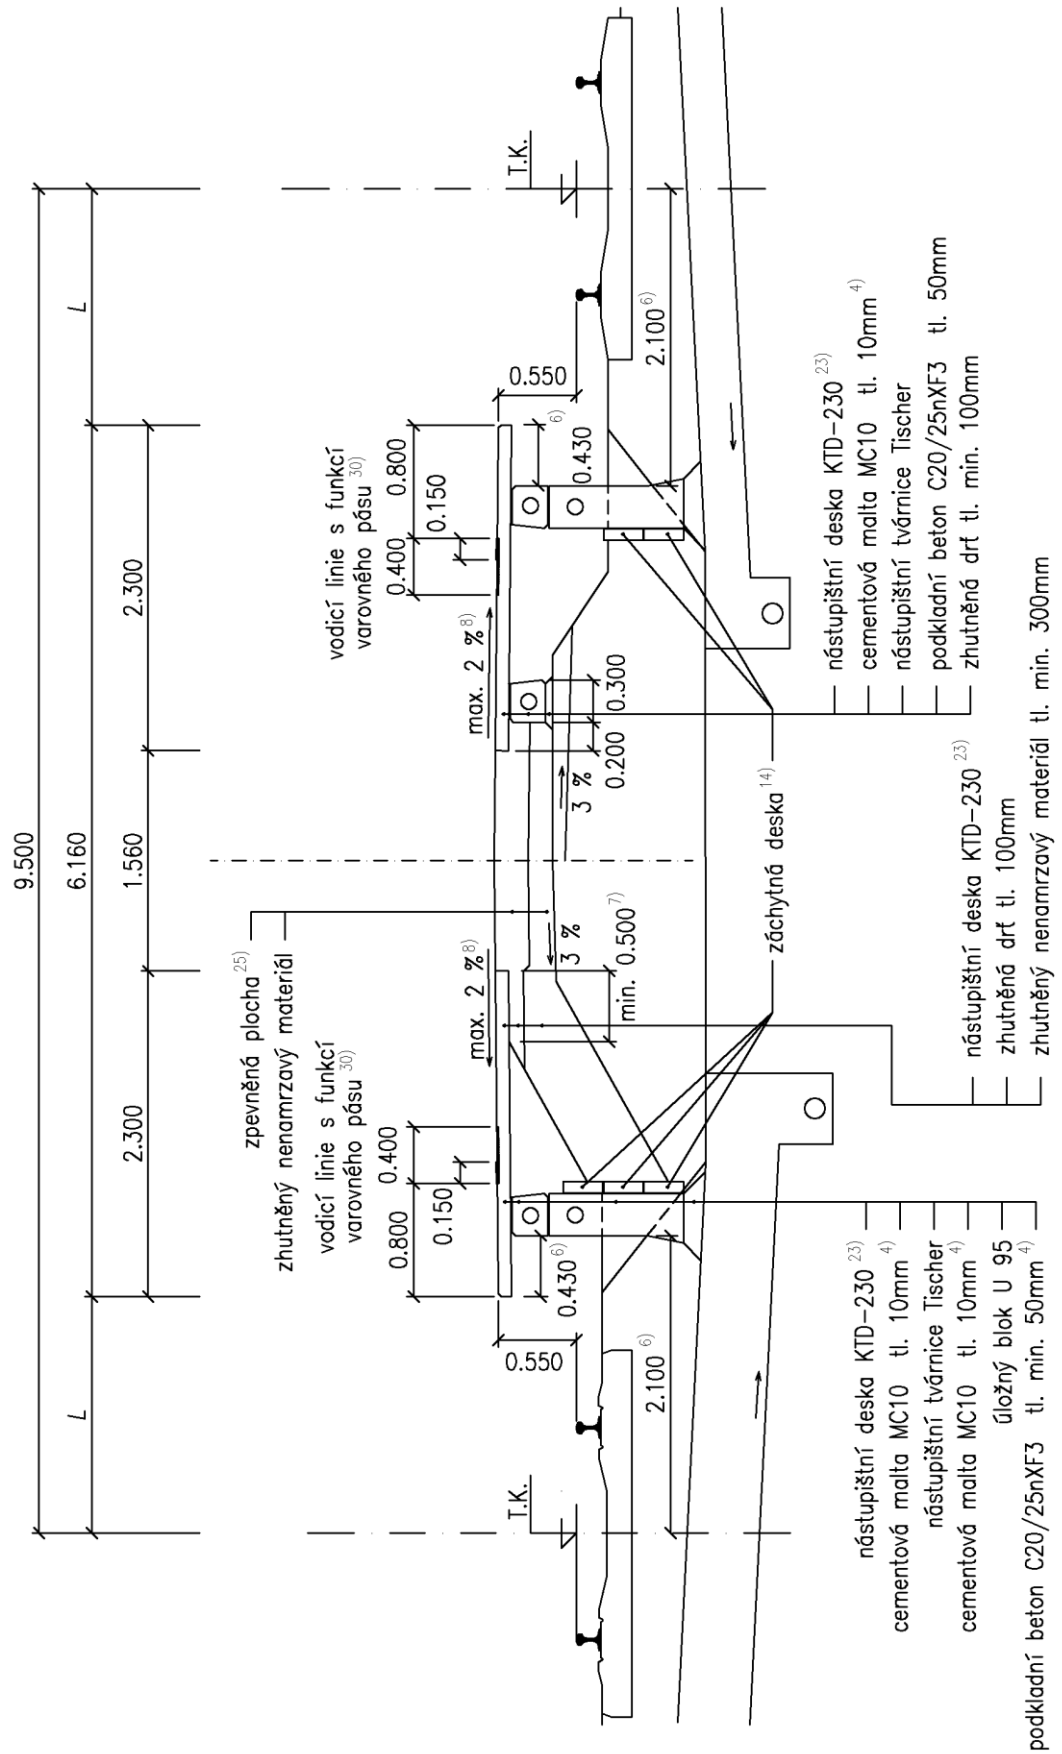 9.500
L
6.160
L
2.300
1.560
2.300
zpevněná plocha 25)
zhutněný nenamrzavý materiál
vodicí linie s funkcí
varovného pásu 30)
vodicí linie s funkcí
varovného pásu 30)
0.800
0.400
0.150
0.400
0.800
0.150
max. 2 % 8)
max. 2 % 8)
0.550
0.550
T.K.
T.K.
0.430 6)
0.430 6)
3 %
3 %
min. 0.500 7)
0.200
0.300
2.100 6)
2.100 6)
záchytná deska 14)
nástupištní deska KTD-230 23)
cementová malta MC10 tl. 10mm 4)
nástupištní tvárnice Tischer
cementová malta MC10 tl. 10mm 4)
úložný blok U 95
podkladní beton C20/25nXF3 tl. min. 50mm 4)
nástupištní deska KTD-230 23)
zhutněná drť tl. 100mm
zhutněný nenamrzavý materiál tl. min. 300mm
nástupištní deska KTD-230 23)
cementová malta MC10 tl. 10mm 4)
nástupištní tvárnice Tischer
podkladní beton C20/25nXF3 tl. 50mm
zhutněná drť tl. min. 100mm